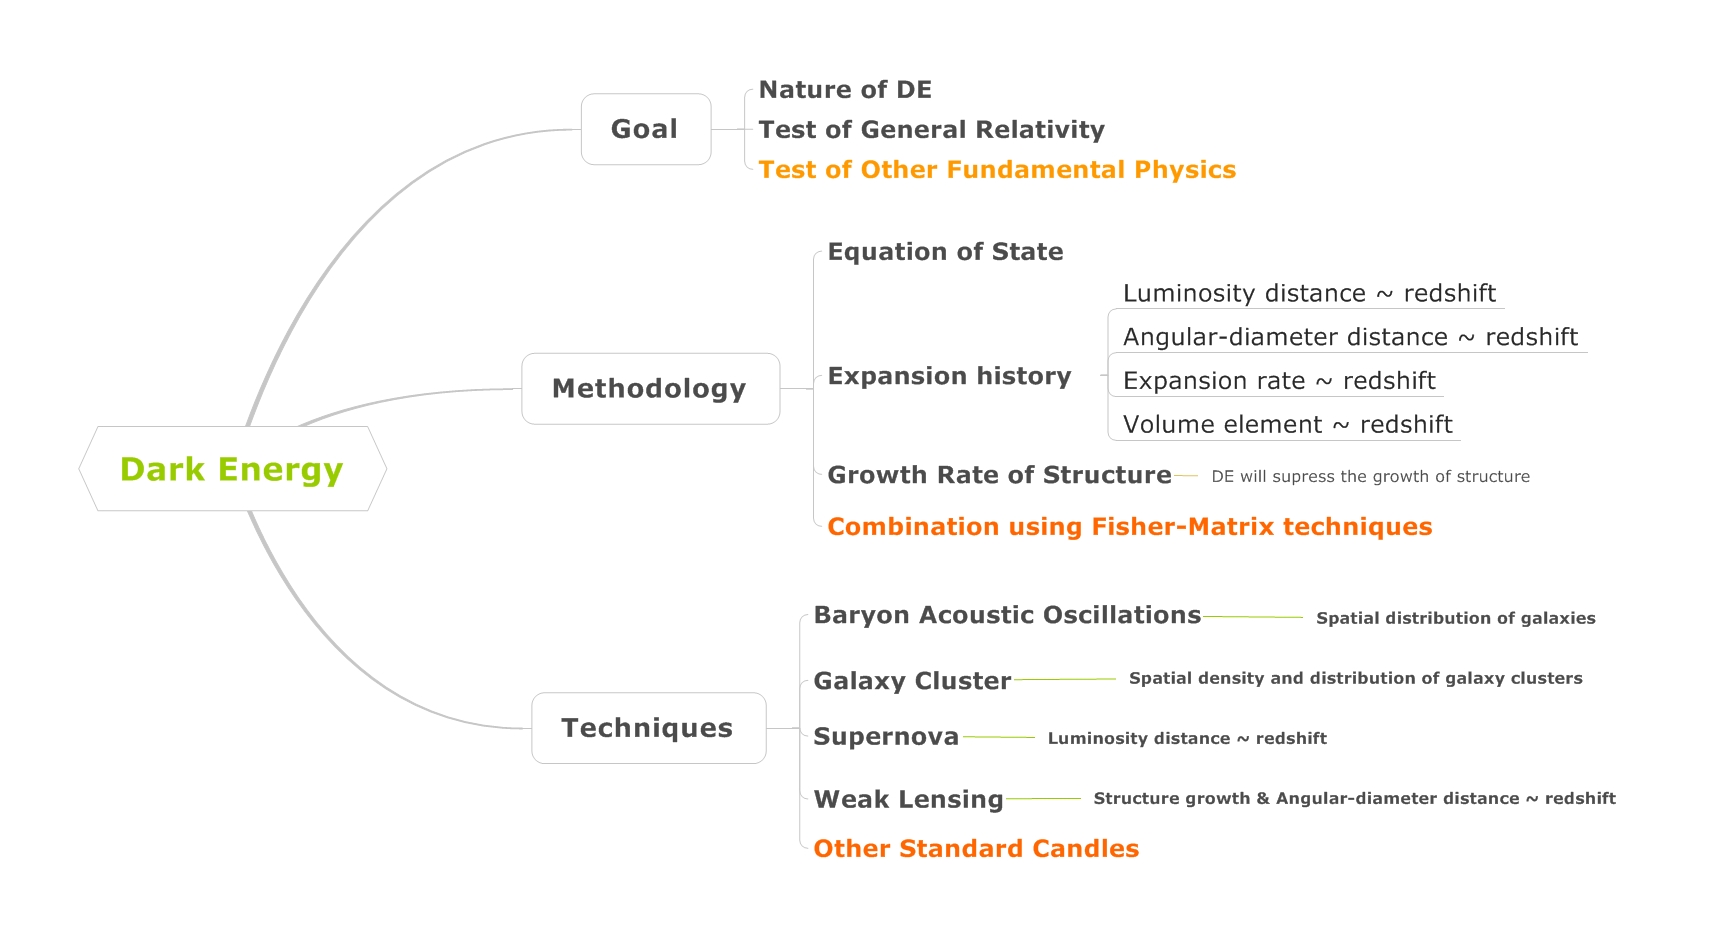 Dark Energy
Goal
Nature of DE
Test of General Relativity
Test of Other Fundamental Physics
Methodology
Equation of State
Expansion history
Luminosity distance ~ redshift
Angular-diameter distance ~ redshift
Expansion rate ~ redshift
Volume element ~ redshift
Growth Rate of Structure
DE will supress the growth of structure
Combination using Fisher-Matrix techniques
Techniques
Baryon Acoustic Oscillations
Spatial distribution of galaxies
Galaxy Cluster
Spatial density and distribution of galaxy clusters
Supernova
Luminosity distance ~ redshift
Weak Lensing
Structure growth & Angular-diameter distance ~ redshift
Other Standard Candles